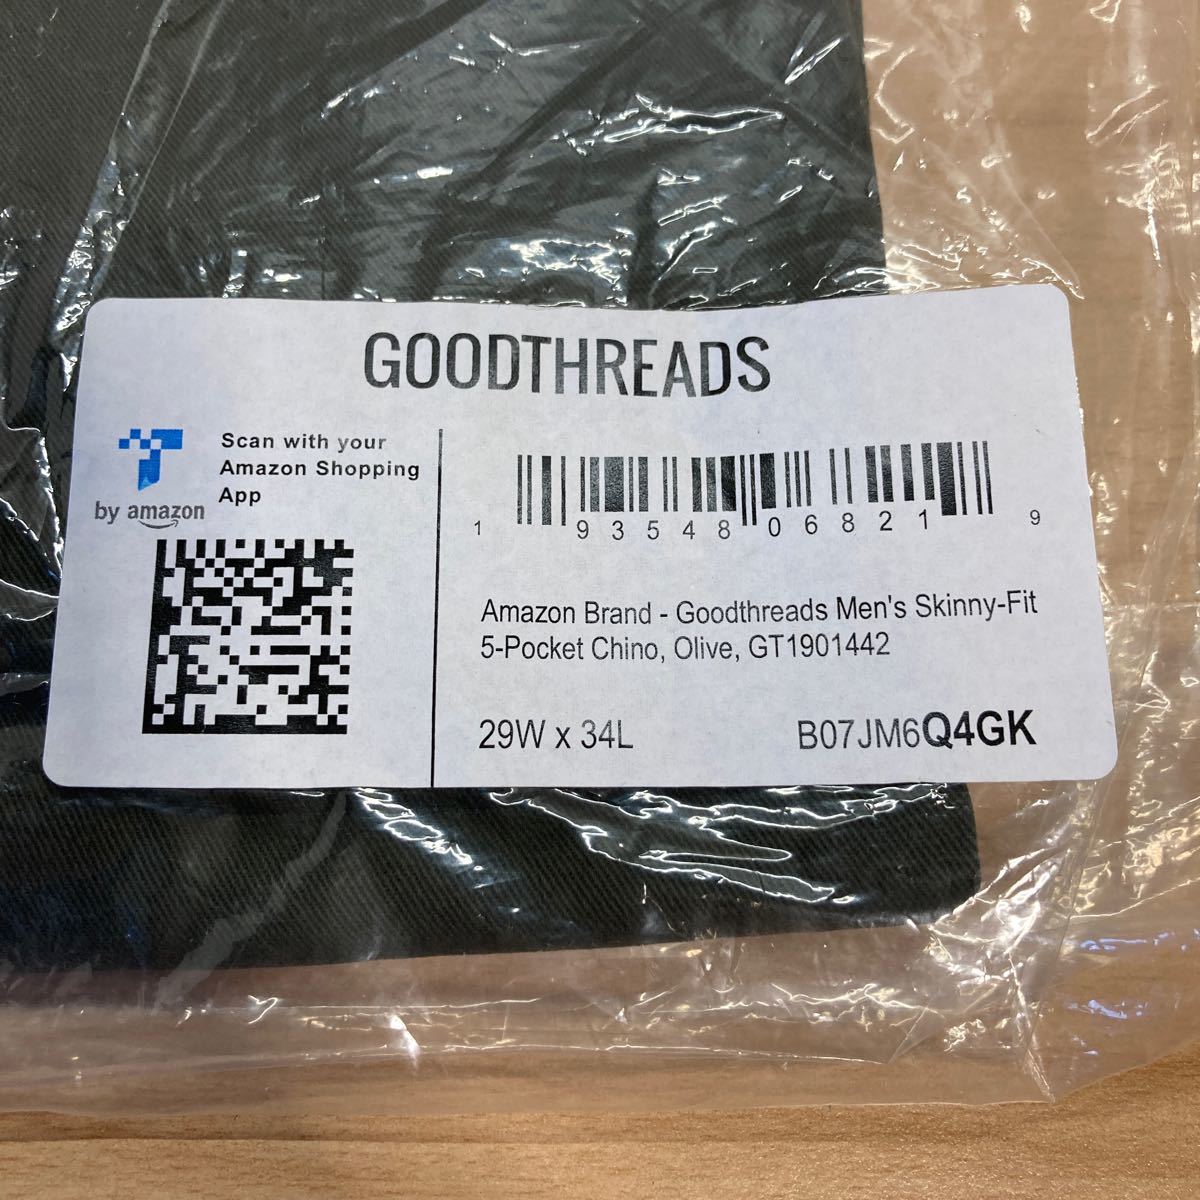 GOODTHREADS
Scan with your
Amazon Shopping
App
by amazon
1 93548 06821 9
Amazon Brand - Goodthreads Men's Skinny-Fit
5-Pocket Chino, Olive, GT1901442
29W x 34L
B07JM6Q4GK